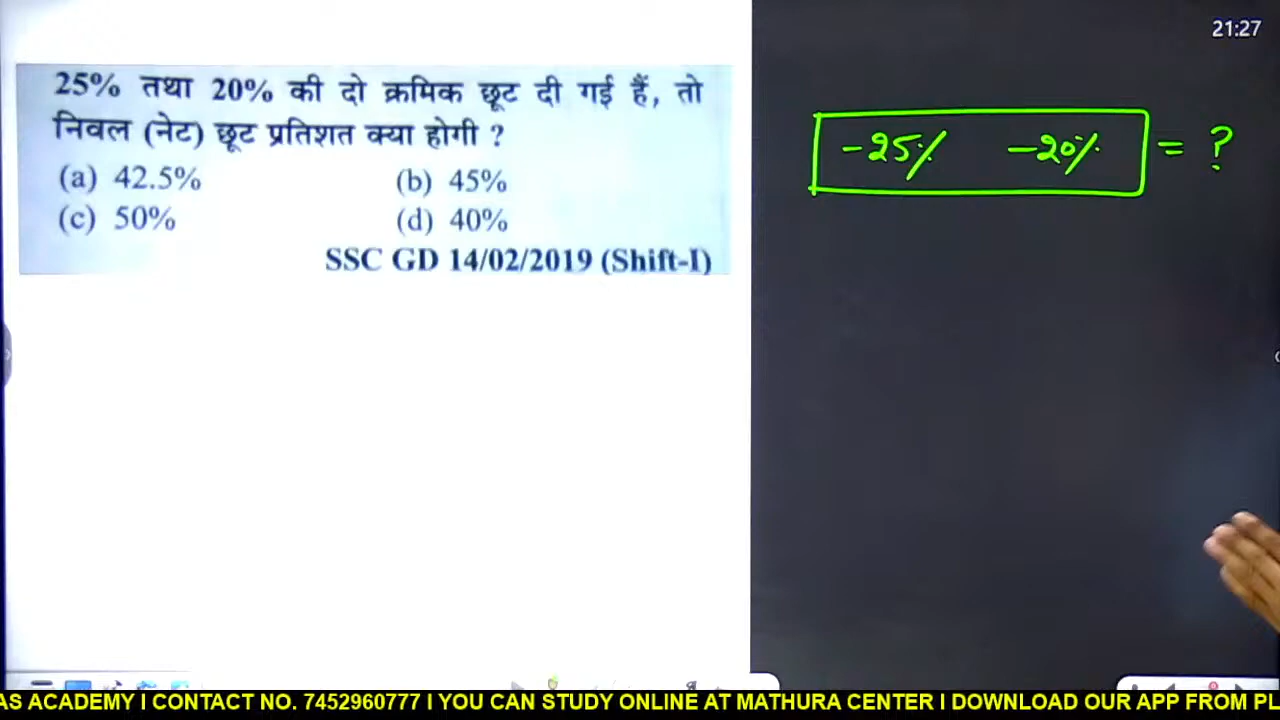 21:27
25% तथा 20% की दो क्रमिक छूट दी गई हैं, तो
निवल (नेट) छूट प्रतिशत क्या होगी ?
(a) 42.5% (b) 45%
(c) 50% (d) 40%
SSC GD 14/02/2019 (Shift-I)
-25% -20% = ?
AS ACADEMY I CONTACT NO. 7452960777 I YOU CAN STUDY ONLINE AT MATHURA CENTER I DOWNLOAD OUR APP FROM PL